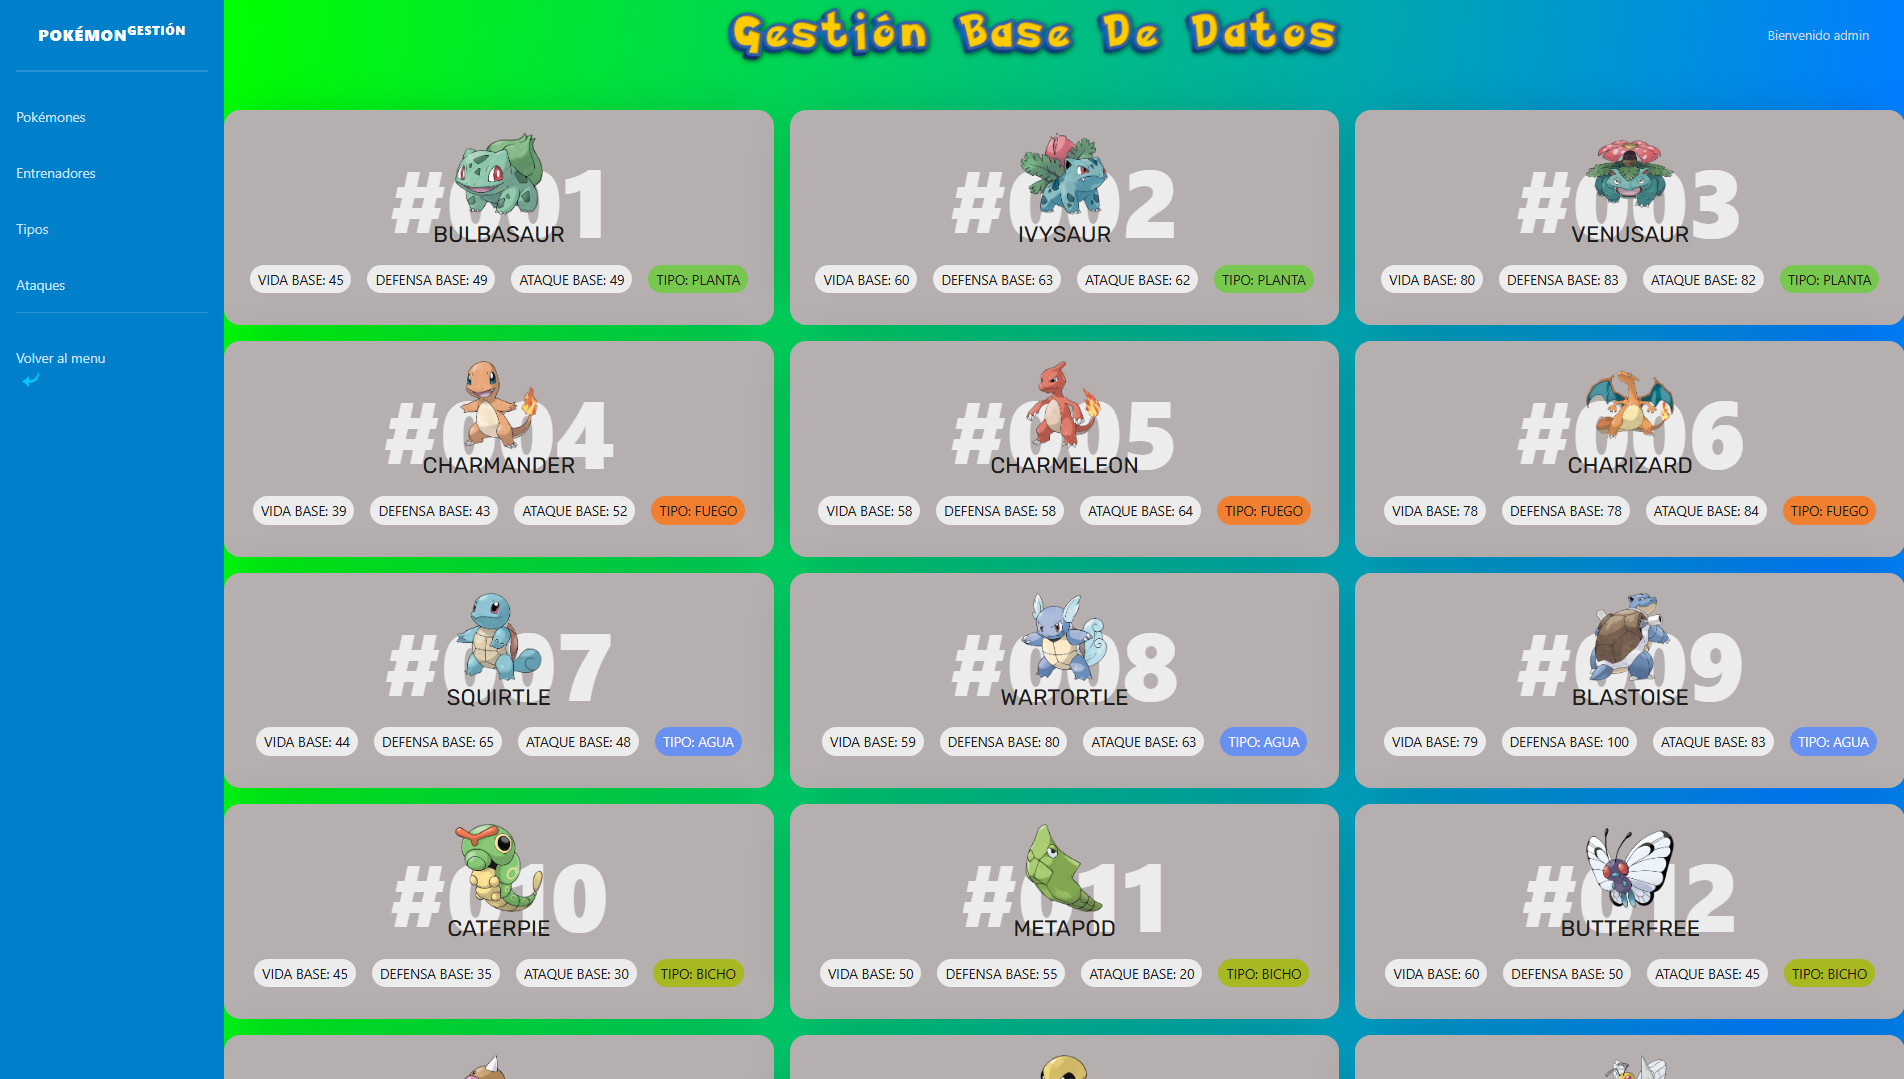 POKÉMONGESTIÓN
Gestión Base De Datos
Bienvenido admin
Pokémones
Entrenadores
Tipos
Ataques
Volver al menu
#001
BULBASAUR
VIDA BASE: 45 DEFENSA BASE: 49 ATAQUE BASE: 49 TIPO: PLANTA
#002
IVYSAUR
VIDA BASE: 60 DEFENSA BASE: 63 ATAQUE BASE: 62 TIPO: PLANTA
#003
VENUSAUR
VIDA BASE: 80 DEFENSA BASE: 83 ATAQUE BASE: 82 TIPO: PLANTA
#004
CHARMANDER
VIDA BASE: 39 DEFENSA BASE: 43 ATAQUE BASE: 52 TIPO: FUEGO
#005
CHARMELEON
VIDA BASE: 58 DEFENSA BASE: 58 ATAQUE BASE: 64 TIPO: FUEGO
#006
CHARIZARD
VIDA BASE: 78 DEFENSA BASE: 78 ATAQUE BASE: 84 TIPO: FUEGO
#007
SQUIRTLE
VIDA BASE: 44 DEFENSA BASE: 65 ATAQUE BASE: 48 TIPO: AGUA
#008
WARTORTLE
VIDA BASE: 59 DEFENSA BASE: 80 ATAQUE BASE: 63 TIPO: AGUA
#009
BLASTOISE
VIDA BASE: 79 DEFENSA BASE: 100 ATAQUE BASE: 83 TIPO: AGUA
#010
CATERPIE
VIDA BASE: 45 DEFENSA BASE: 35 ATAQUE BASE: 30 TIPO: BICHO
#011
METAPOD
VIDA BASE: 50 DEFENSA BASE: 55 ATAQUE BASE: 20 TIPO: BICHO
#012
BUTTERFREE
VIDA BASE: 60 DEFENSA BASE: 50 ATAQUE BASE: 45 TIPO: BICHO